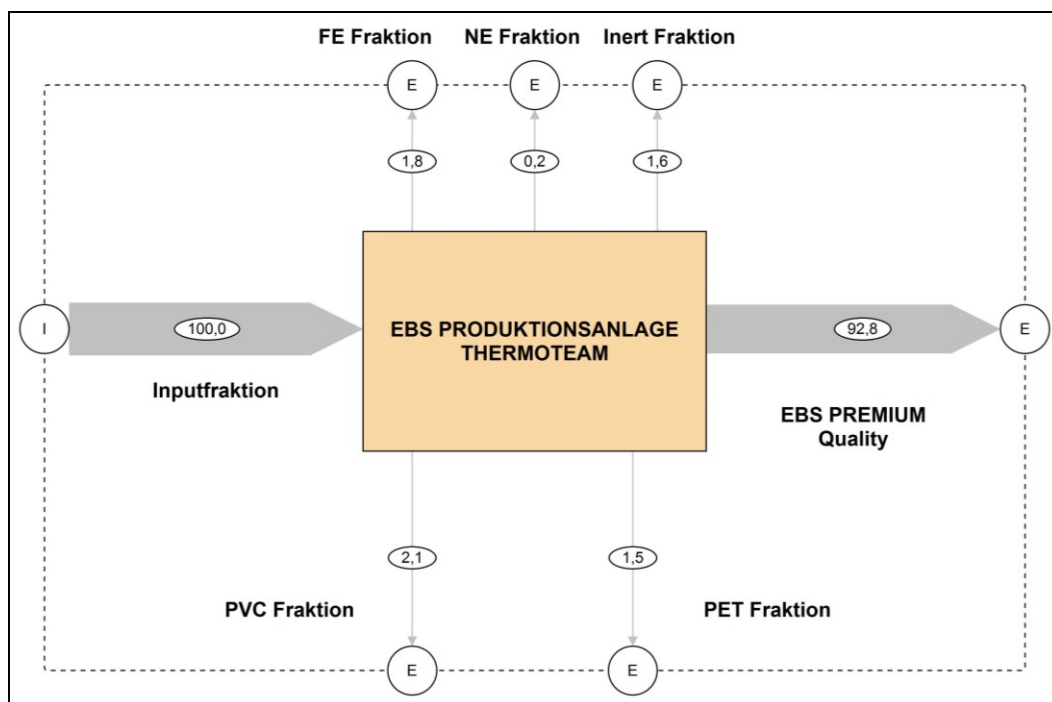 FE Fraktion
NE Fraktion
Inert Fraktion
E
E
E
1,8
0,2
1,6
I
100,0
EBS PRODUKTIONSANLAGE
THERMOTEAM
92,8
E
Inputfraktion
EBS PREMIUM
Quality
2,1
1,5
PVC Fraktion
PET Fraktion
E
E